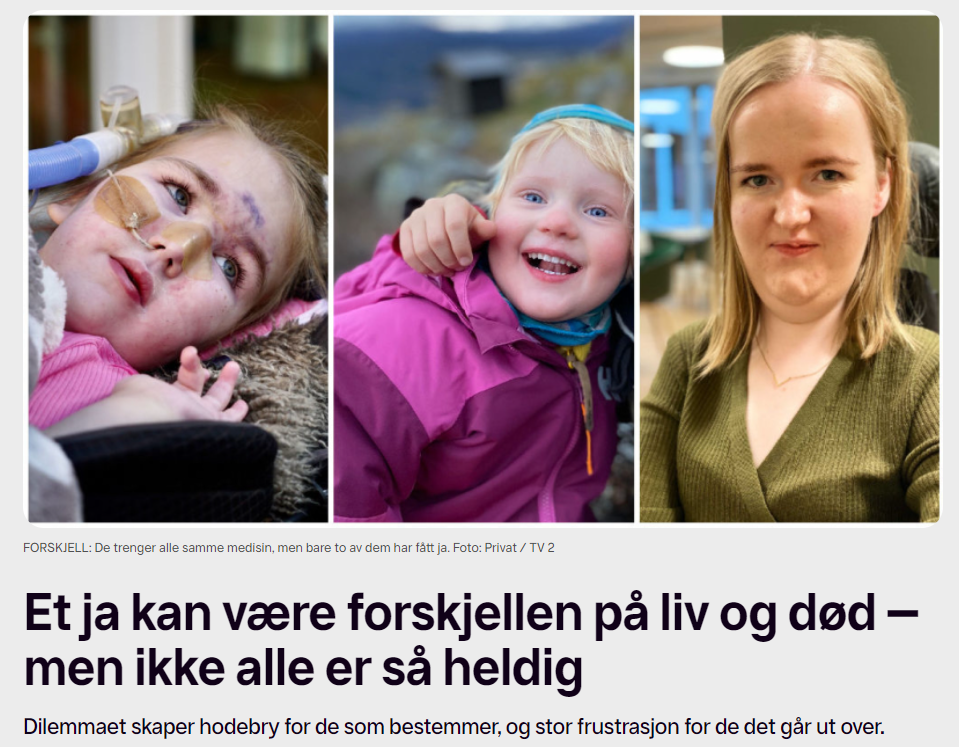 FORSKJELL: De trenger alle samme medisin, men bare to av dem har fått ja. Foto: Privat / TV 2
Et ja kan være forskjellen på liv og død –
men ikke alle er så heldig
Dilemmaet skaper hodebry for de som bestemmer, og stor frustrasjon for de det går ut over.